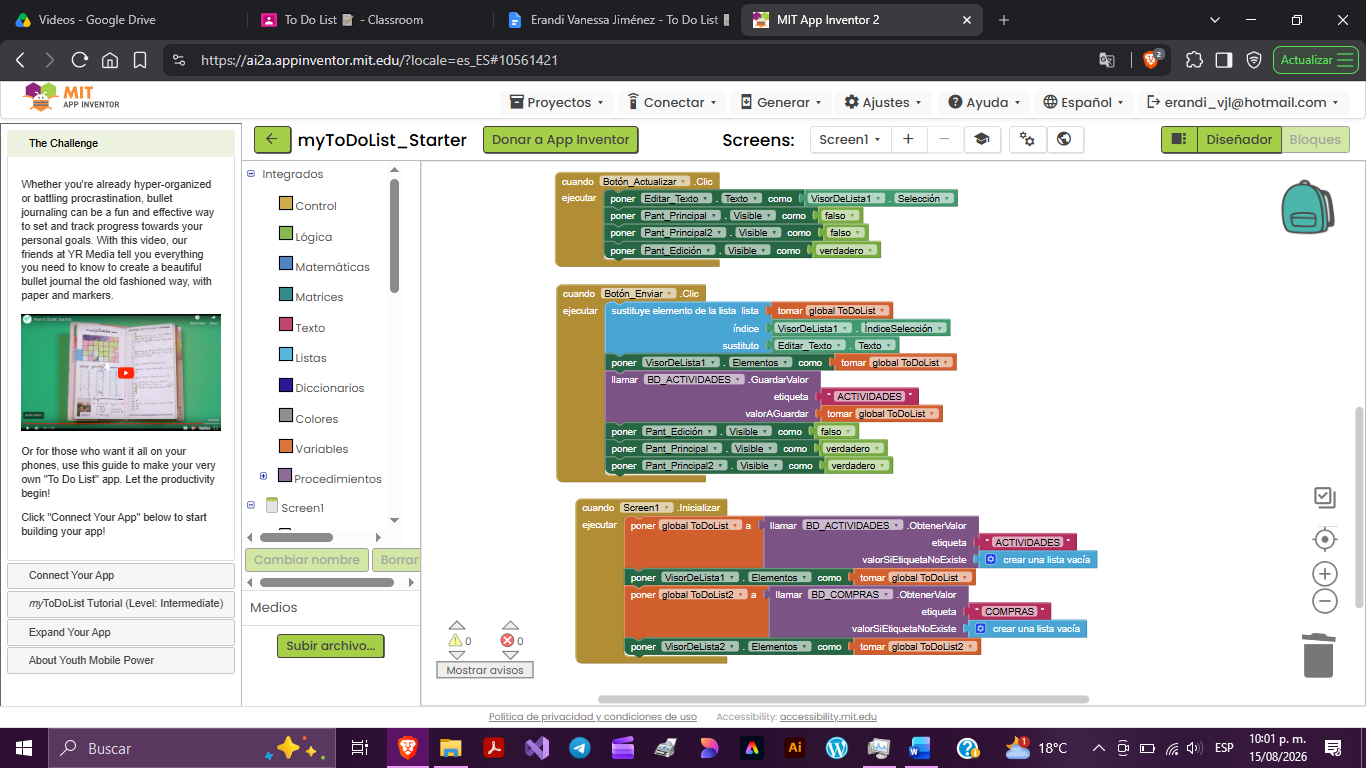 Videos - Google Drive
To Do List - Classroom
Erandi Vanessa Jiménez - To Do List
MIT App Inventor 2
https://ai2a.appinventor.mit.edu/?locale=es_ES#10561421
2
Actualizar
MIT
APP INVENTOR
Proyectos
Conectar
Generar
Ajustes
Ayuda
Español
erandi_vjl@hotmail.com
myToDoList_Starter
Donar a App Inventor
Screens:
Screen1
Diseñador
Bloques
The Challenge
Whether you're already hyper-organized
or battling procrastination, bullet
journaling can be a fun and effective way
to set and track progress towards your
personal goals. With this video, our
friends at YR Media tell you everything
you need to know to create a beautiful
bullet journal the old fashioned way, with
paper and markers.
Or for those who want it all on your
phones, use this guide to make your very
own "To Do List" app. Let the productivity
begin!
Click "Connect Your App" below to start
building your app!
Connect Your App
myToDoList Tutorial (Level: Intermediate)
Expand Your App
About Youth Mobile Power
Integrados
Control
Lógica
Matemáticas
Matrices
Texto
Listas
Diccionarios
Colores
Variables
Procedimientos
Screen1
Cambiar nombre
Borrar
Medios
Subir archivo...
cuando Botón_Actualizar .Clic
ejecutar poner Editar_Texto . Texto como VisorDeLista1 . Selección
poner Pant_Principal . Visible como falso
poner Pant_Principal2 . Visible como falso
poner Pant_Edición . Visible como verdadero
cuando Botón_Enviar .Clic
ejecutar sustituye elemento de la lista lista tomar global ToDoList
índice VisorDeLista1 . ÍndiceSelección
sustituto Editar_Texto . Texto
poner VisorDeLista1 . Elementos como tomar global ToDoList
llamar BD_ACTIVIDADES .GuardarValor
etiqueta " ACTIVIDADES "
valorAGuardar tomar global ToDoList
poner Pant_Edición . Visible como falso
poner Pant_Principal . Visible como verdadero
poner Pant_Principal2 . Visible como verdadero
cuando Screen1 .Inicializar
ejecutar poner global ToDoList a llamar BD_ACTIVIDADES .ObtenerValor
etiqueta " ACTIVIDADES "
valorSiEtiquetaNoExiste crear una lista vacía
poner VisorDeLista1 . Elementos como tomar global ToDoList
poner global ToDoList2 a llamar BD_COMPRAS .ObtenerValor
etiqueta " COMPRAS "
valorSiEtiquetaNoExiste crear una lista vacía
poner VisorDeLista2 . Elementos como tomar global ToDoList2
0
0
Mostrar avisos
Política de privacidad y condiciones de uso
Accessibility: accessibility.mit.edu
Buscar
1
18°C
ESP
10:01 p. m.
15/08/2026